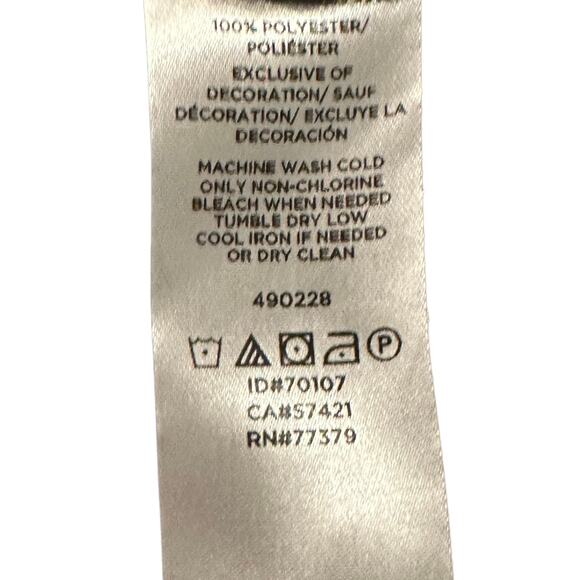 100% POLYESTER/
POLIÉSTER
EXCLUSIVE OF
DECORATION/ SAUF
DÉCORATION/ EXCLUYE LA
DECORACIÓN
MACHINE WASH COLD
ONLY NON-CHLORINE
BLEACH WHEN NEEDED
TUMBLE DRY LOW
COOL IRON IF NEEDED
OR DRY CLEAN
490228
P
ID#70107
CA#57421
RN#77379